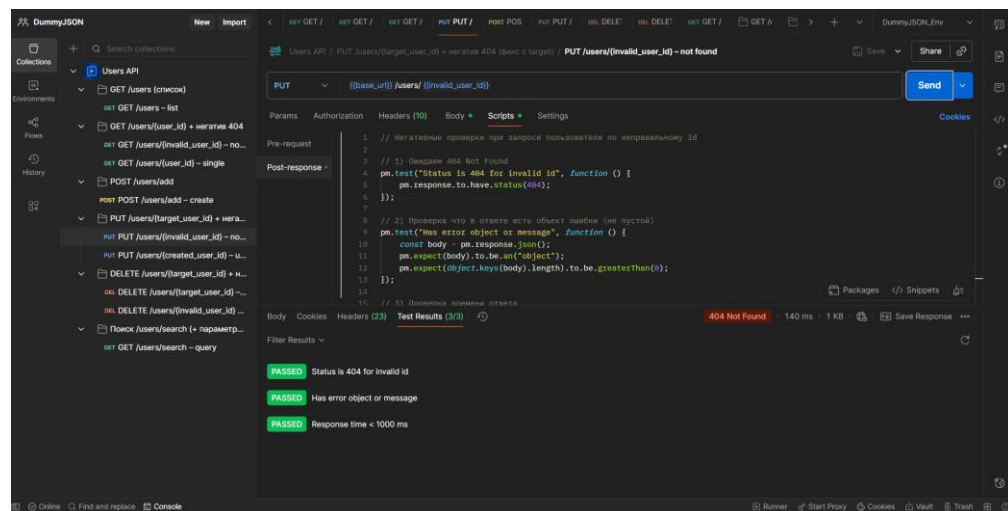 DummyJSON
New
Import
GET GET /
GET GET /
GET GET /
PUT PUT /
POST POS
PUT PUT /
DEL DELET
DEL DELET
GET GET /
DummyJSON_Env
Collections
Environments
Flows
History
Search collections
Users API
GET /users (список)
GET GET /users – list
GET /users/{user_id} + негатив 404
GET GET /users/{invalid_user_id} – no...
GET GET /users/{user_id} – single
POST /users/add
POST POST /users/add – create
PUT /users/{target_user_id} + нега...
PUT PUT /users/{invalid_user_id} – no...
PUT PUT /users/{created_user_id} – u...
DELETE /users/{target_user_id} + н...
DEL DELETE /users/{target_user_id} –...
DEL DELETE /users/{invalid_user_id} ...
Поиск /users/search (+ параметр...
GET GET /users/search – query
Users API / PUT /users/{target_user_id} + негатив 404 (фикс с target) / PUT /users/{invalid_user_id} – not found
Save
Share
PUT
{{base_url}} /users/ {{invalid_user_id}}
Send
Params Authorization Headers (10) Body Scripts Settings
Cookies
Pre-request
Post-response
1 // Негативные проверки при запросе пользователя по неправильному id
2
3 // 1) Ожидаем 404 Not Found
4 pm.test("Status is 404 for invalid id", function () {
5 pm.response.to.have.status(404);
6 });
7
8 // 2) Проверка что в ответе есть объект ошибки (не пустой)
9 pm.test("Has error object or message", function () {
10 const body = pm.response.json();
11 pm.expect(body).to.be.an("object");
12 pm.expect(Object.keys(body).length).to.be.greaterThan(0);
13 });
14
15 // 3) Проверка времени ответа
Packages
Snippets
Body Cookies Headers (23) Test Results (3/3)
404 Not Found
140 ms
1 KB
Save Response
Filter Results
PASSED Status is 404 for invalid id
PASSED Has error object or message
PASSED Response time < 1000 ms
Online
Find and replace
Console
Runner
Start Proxy
Cookies
Vault
Trash